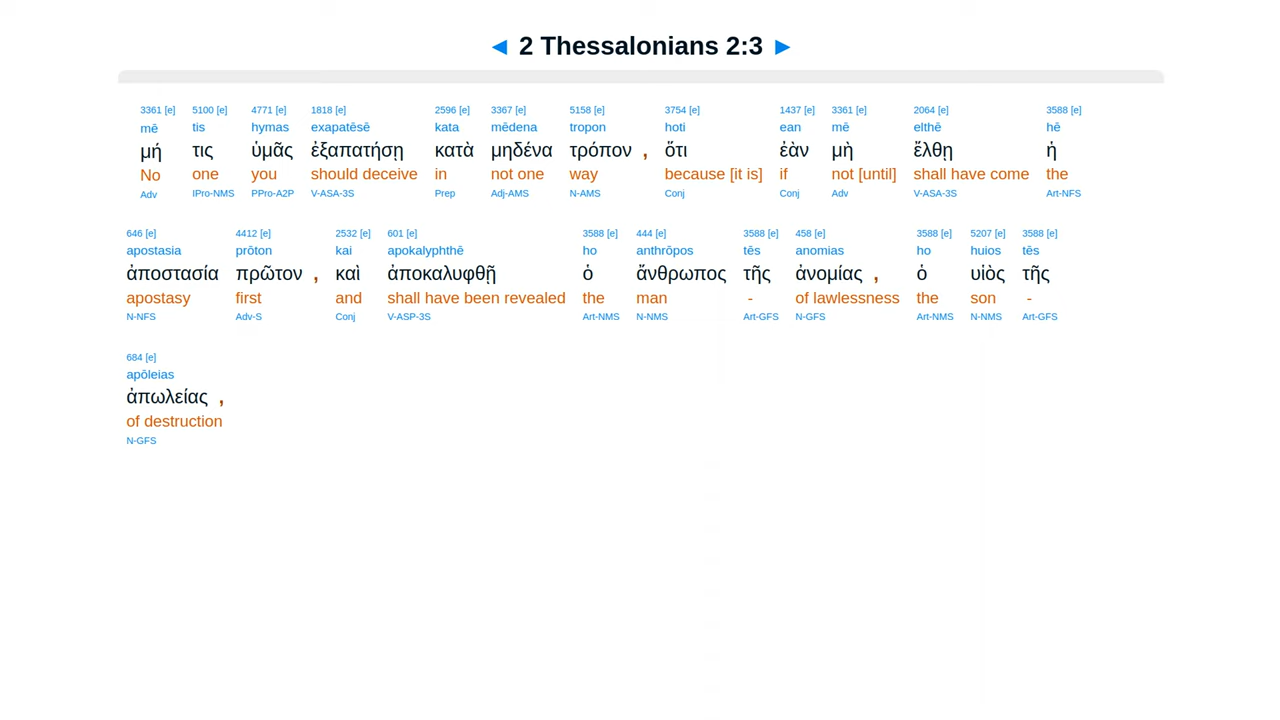 ◄ 2 Thessalonians 2:3 ►
3361 [e] 5100 [e] 4771 [e] 1818 [e] 2596 [e] 3367 [e] 5158 [e] 3754 [e] 1437 [e] 3361 [e] 2064 [e] 3588 [e]
mē tis hymas exapatēsē kata mēdena tropon hoti ean mē elthē hē
μή τις ὑμᾶς ἐξαπατήσῃ κατὰ μηδένα τρόπον , ὅτι ἐὰν μὴ ἔλθῃ ἡ
No one you should deceive in not one way because [it is] if not [until] shall have come the
Adv IPro-NMS PPro-A2P V-ASA-3S Prep Adj-AMS N-AMS Conj Conj Adv V-ASA-3S Art-NFS
646 [e] 4412 [e] 2532 [e] 601 [e] 3588 [e] 444 [e] 3588 [e] 458 [e] 3588 [e] 5207 [e] 3588 [e]
apostasia prōton kai apokalyphthē ho anthrōpos tēs anomias ho huios tēs
ἀποστασία πρῶτον , καὶ ἀποκαλυφθῇ ὁ ἄνθρωπος τῆς ἀνομίας , ὁ υἱὸς τῆς
apostasy first and shall have been revealed the man - of lawlessness the son -
N-NFS Adv-S Conj V-ASP-3S Art-NMS N-NMS Art-GFS N-GFS Art-NMS N-NMS Art-GFS
684 [e]
apōleias
ἀπωλείας ,
of destruction
N-GFS